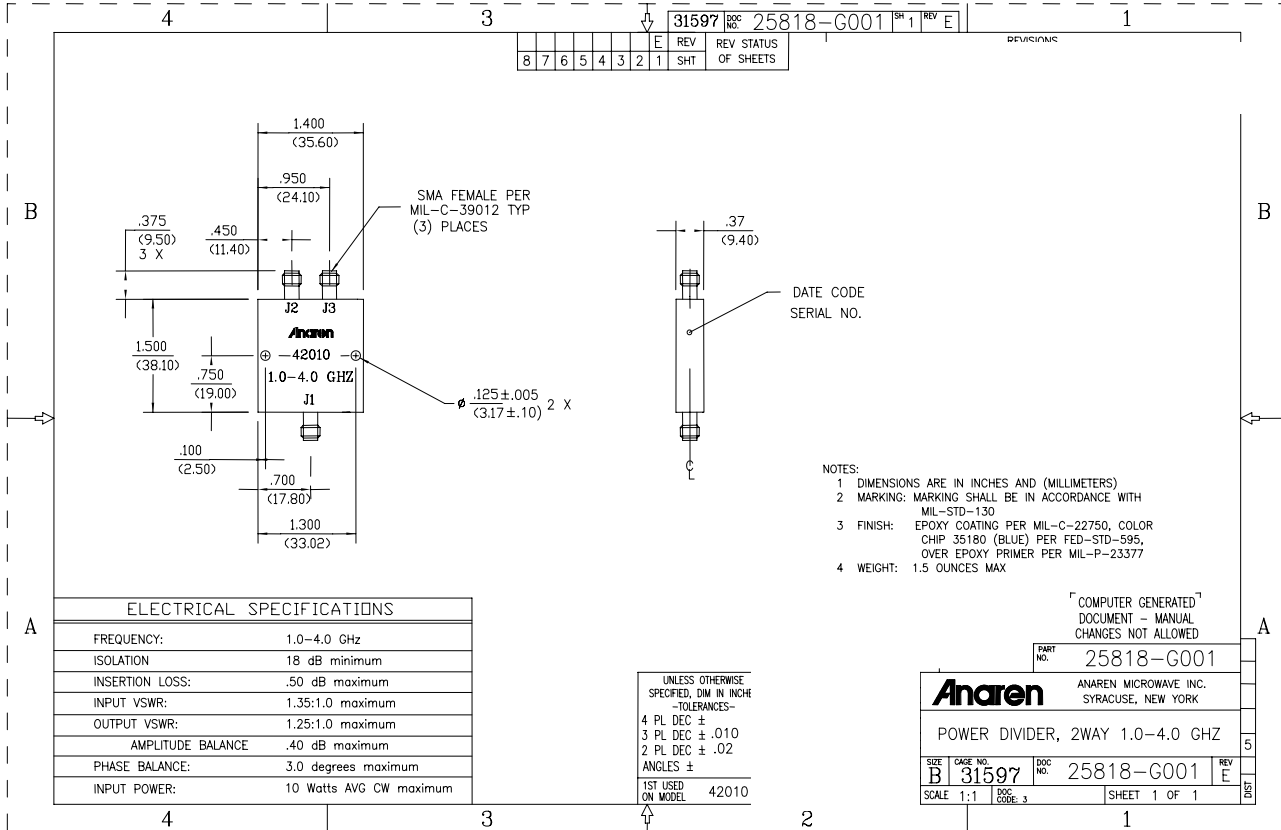 4 3 1
31597 DOC NO. 25818-G001 SH 1 REV E
E REV REV STATUS OF SHEETS
8 7 6 5 4 3 2 1 SHT
REVISIONS
1.400
(35.60)
.950
(24.10)
SMA FEMALE PER
MIL-C-39012 TYP
(3) PLACES
B
B
.375
(9.50)
3 X
.450
(11.40)
.37
(9.40)
J2 J3
DATE CODE
SERIAL NO.
Anaren
42010
1.0-4.0 GHZ
J1
1.500
(38.10)
.750
(19.00)
ø .125±.005 2 X
(3.17±.10)
.100
(2.50)
.700
(17.80)
1.300
(33.02)
CL
NOTES:
1 DIMENSIONS ARE IN INCHES AND (MILLIMETERS)
2 MARKING: MARKING SHALL BE IN ACCORDANCE WITH
MIL-STD-130
3 FINISH: EPOXY COATING PER MIL-C-22750, COLOR
CHIP 35180 (BLUE) PER FED-STD-595,
OVER EPOXY PRIMER PER MIL-P-23377
4 WEIGHT: 1.5 OUNCES MAX
A
A
ELECTRICAL SPECIFICATIONS
FREQUENCY: 1.0-4.0 GHz
ISOLATION 18 dB minimum
INSERTION LOSS: .50 dB maximum
INPUT VSWR: 1.35:1.0 maximum
OUTPUT VSWR: 1.25:1.0 maximum
AMPLITUDE BALANCE .40 dB maximum
PHASE BALANCE: 3.0 degrees maximum
INPUT POWER: 10 Watts AVG CW maximum
UNLESS OTHERWISE
SPECIFIED, DIM IN INCHE
-TOLERANCES-
4 PL DEC ±
3 PL DEC ± .010
2 PL DEC ± .02
ANGLES ±
1ST USED ON MODEL 42010
COMPUTER GENERATED
DOCUMENT - MANUAL
CHANGES NOT ALLOWED
PART NO. 25818-G001
Anaren
ANAREN MICROWAVE INC.
SYRACUSE, NEW YORK
POWER DIVIDER, 2WAY 1.0-4.0 GHZ
5
SIZE B CAGE NO. 31597 DOC NO. 25818-G001 REV E
SCALE 1:1 DOC CODE: 3 SHEET 1 OF 1
DIST
4 3 2 1